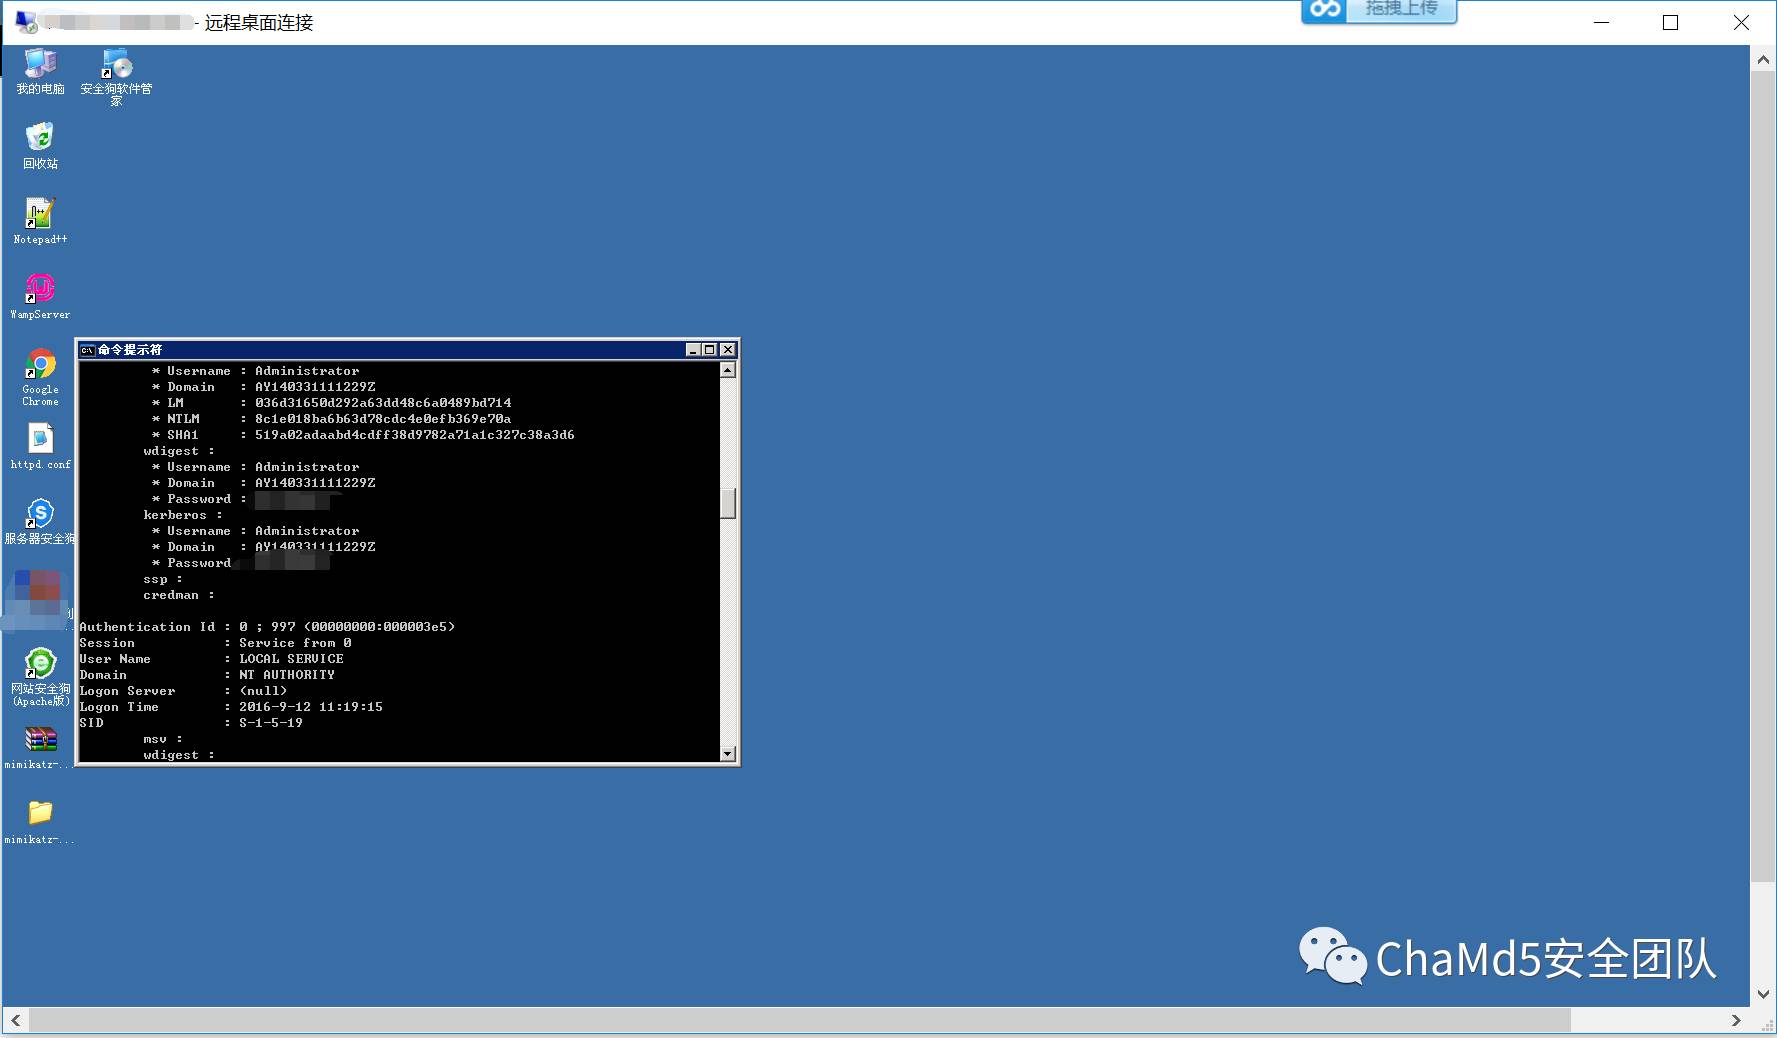 - 远程桌面连接
拖拽上传
我的电脑
安全狗软件管
家
回收站
Notepad++
WampServer
Google
Chrome
httpd.conf
服务器安全狗
网站安全狗
(Apache版)
mimikatz-...
mimikatz-...
命令提示符
* Username : Administrator
* Domain : AY140331111229Z
* LM : 036d31650d292a63dd48c6a0489bd714
* NTLM : 8c1e018ba6b63d78cdc4e0efb369e70a
* SHA1 : 519a02adaabd4cdff38d9782a71a1c327c38a3d6
wdigest :
* Username : Administrator
* Domain : AY140331111229Z
* Password :
kerberos :
* Username : Administrator
* Domain : AY140331111229Z
* Password
ssp :
credman :
Authentication Id : 0 ; 997 (00000000:000003e5)
Session : Service from 0
User Name : LOCAL SERVICE
Domain : NT AUTHORITY
Logon Server : (null)
Logon Time : 2016-9-12 11:19:15
SID : S-1-5-19
msv :
wdigest :
ChaMd5安全团队